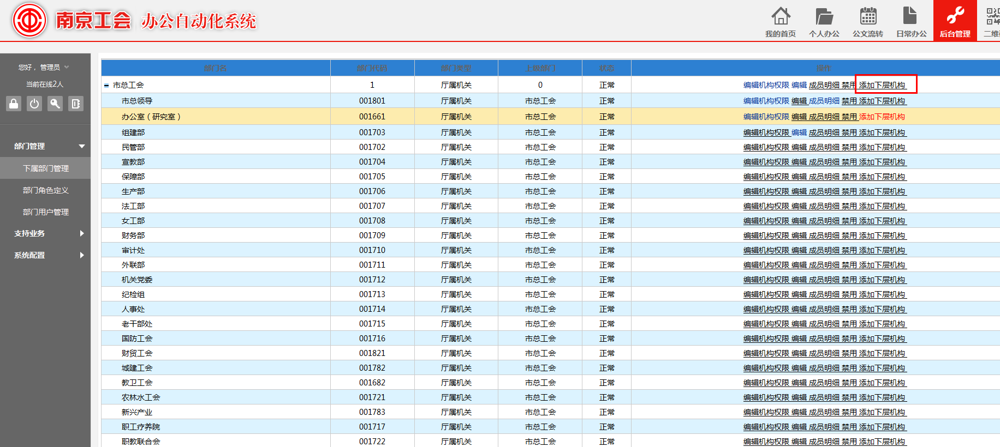 南京工会 办公自动化系统
我的首页 个人办公 公文流转 日常办公 后台管理 二维
您好，管理员
当前在线2人
部门管理
下属部门管理
部门角色定义
部门用户管理
支持业务
系统配置
部门名 部门代码 部门类型 上级部门 状态 操作
市总工会 1 厅属机关 0 正常 编辑机构权限 编辑 成员明细 禁用 添加下层机构
市总领导 001801 厅属机关 市总工会 正常 编辑机构权限 编辑 成员明细 禁用 添加下层机构
办公室（研究室） 001661 厅属机关 市总工会 正常 编辑机构权限 编辑 成员明细 禁用 添加下层机构
组建部 001703 厅属机关 市总工会 正常 编辑机构权限 编辑 成员明细 禁用 添加下层机构
民管部 001702 厅属机关 市总工会 正常 编辑机构权限 编辑 成员明细 禁用 添加下层机构
宣教部 001704 厅属机关 市总工会 正常 编辑机构权限 编辑 成员明细 禁用 添加下层机构
保障部 001705 厅属机关 市总工会 正常 编辑机构权限 编辑 成员明细 禁用 添加下层机构
生产部 001706 厅属机关 市总工会 正常 编辑机构权限 编辑 成员明细 禁用 添加下层机构
法工部 001707 厅属机关 市总工会 正常 编辑机构权限 编辑 成员明细 禁用 添加下层机构
女工部 001708 厅属机关 市总工会 正常 编辑机构权限 编辑 成员明细 禁用 添加下层机构
财务部 001709 厅属机关 市总工会 正常 编辑机构权限 编辑 成员明细 禁用 添加下层机构
审计处 001710 厅属机关 市总工会 正常 编辑机构权限 编辑 成员明细 禁用 添加下层机构
外联部 001711 厅属机关 市总工会 正常 编辑机构权限 编辑 成员明细 禁用 添加下层机构
机关党委 001712 厅属机关 市总工会 正常 编辑机构权限 编辑 成员明细 禁用 添加下层机构
纪检组 001713 厅属机关 市总工会 正常 编辑机构权限 编辑 成员明细 禁用 添加下层机构
人事处 001714 厅属机关 市总工会 正常 编辑机构权限 编辑 成员明细 禁用 添加下层机构
老干部处 001715 厅属机关 市总工会 正常 编辑机构权限 编辑 成员明细 禁用 添加下层机构
国防工会 001716 厅属机关 市总工会 正常 编辑机构权限 编辑 成员明细 禁用 添加下层机构
财贸工会 001821 厅属机关 市总工会 正常 编辑机构权限 编辑 成员明细 禁用 添加下层机构
城建工会 001782 厅属机关 市总工会 正常 编辑机构权限 编辑 成员明细 禁用 添加下层机构
教卫工会 001682 厅属机关 市总工会 正常 编辑机构权限 编辑 成员明细 禁用 添加下层机构
农林水工会 001721 厅属机关 市总工会 正常 编辑机构权限 编辑 成员明细 禁用 添加下层机构
新兴产业 001783 厅属机关 市总工会 正常 编辑机构权限 编辑 成员明细 禁用 添加下层机构
职工疗养院 001717 厅属机关 市总工会 正常 编辑机构权限 编辑 成员明细 禁用 添加下层机构
职教联合会 001722 厅属机关 市总工会 正常 编辑机构权限 编辑 成员明细 禁用 添加下层机构